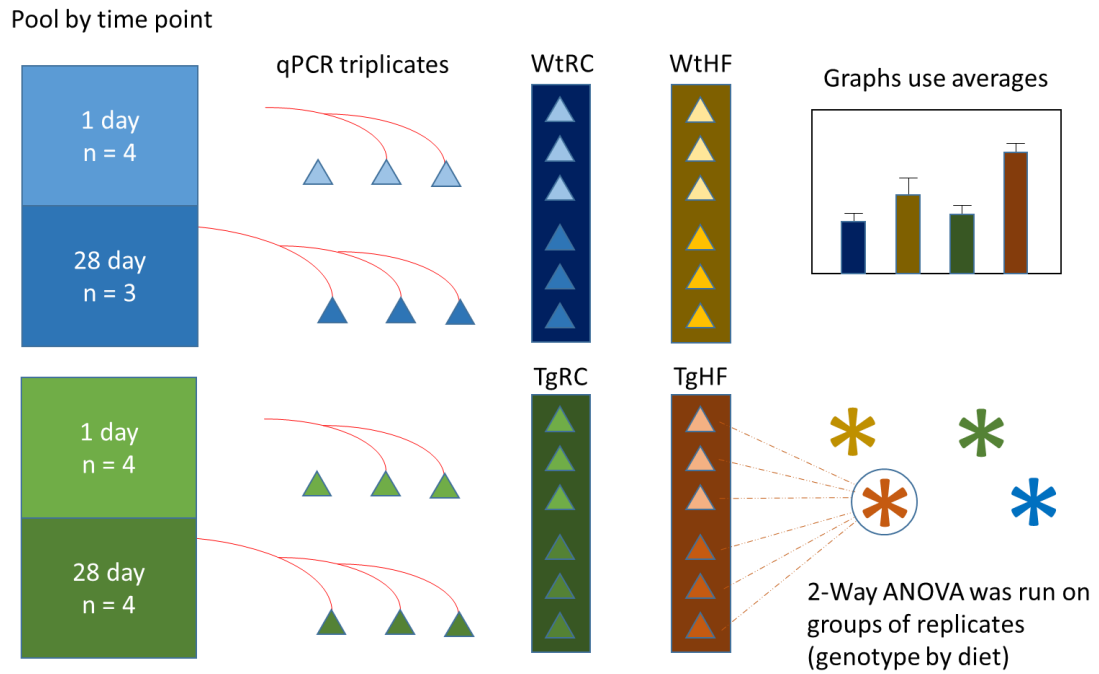 Pool by time point
qPCR triplicates
WtRC
WtHF
Graphs use averages
1 day
n = 4
28 day
n = 3
TgRC
TgHF
1 day
n = 4
28 day
n = 4
2-Way ANOVA was run on
groups of replicates
(genotype by diet)